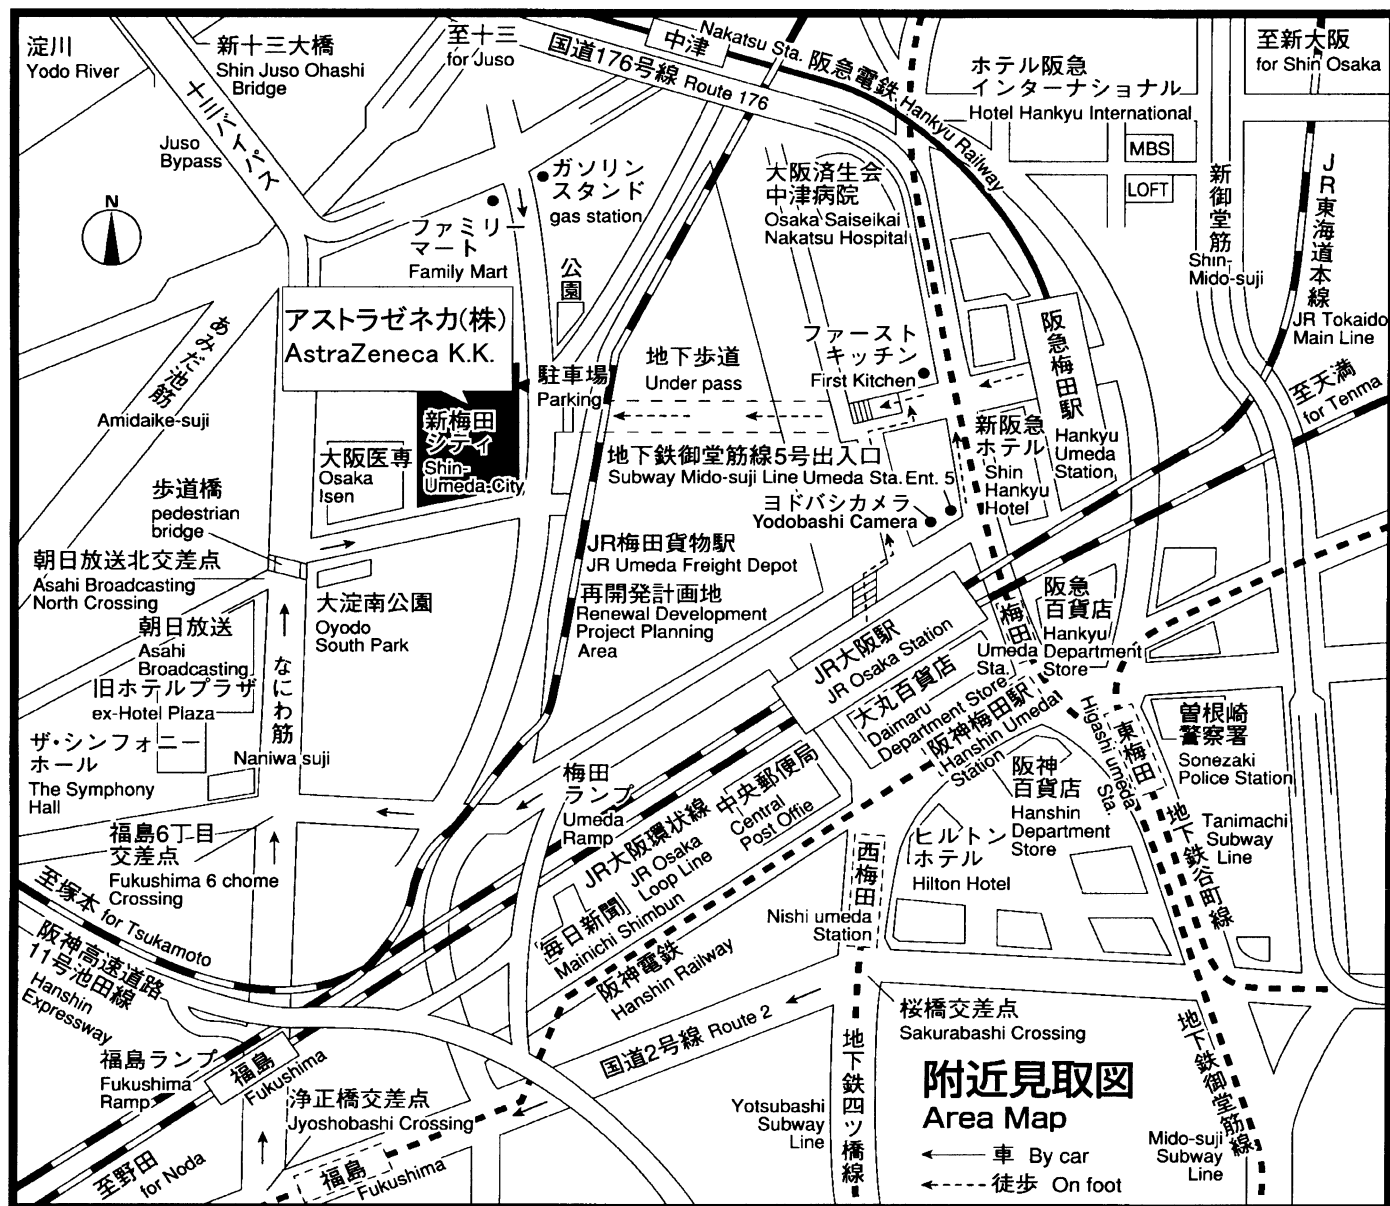 淀川
Yodo River
新十三大橋
Shin Juso Ohashi
Bridge
至十三
for Juso
中津
Nakatsu Sta.
阪急電鉄 Hankyu Railway
国道176号線 Route 176
ホテル阪急
インターナショナル
Hotel Hankyu International
至新大阪
for Shin Osaka
MBS
LOFT
十三バイパス
Juso
Bypass
N
ガソリン
スタンド
gas station
ファミリー
マート
Family Mart
大阪済生会
中津病院
Osaka Saiseikai
Nakatsu Hospital
新御堂筋
Shin-
Mido-suji
JR東海道本線
JR Tokaido
Main Line
公園
アストラゼネカ(株)
AstraZeneca K.K.
あみだ池筋
Amidaike-suji
駐車場
Parking
地下歩道
Under pass
ファースト
キッチン
First Kitchen
阪急梅田駅
Hankyu
Umeda
Station
至天満
for Tenma
新梅田
シティ
Shin-
Umeda-City
大阪医専
Osaka
Isen
新阪急
ホテル
Shin
Hankyu
Hotel
地下鉄御堂筋線5号出入口
Subway Mido-suji Line Umeda Sta. Ent. 5
ヨドバシカメラ
Yodobashi Camera
歩道橋
pedestrian
bridge
朝日放送北交差点
Asahi Broadcasting
North Crossing
JR梅田貨物駅
JR Umeda Freight Depot
再開発計画地
Renewal Development
Project Planning
Area
大淀南公園
Oyodo
South Park
朝日放送
Asahi
Broadcasting
旧ホテルプラザ
ex-Hotel Plaza
なにわ筋
Naniwa suji
ザ・シンフォニー
ホール
The Symphony
Hall
JR大阪駅
JR Osaka Station
梅田
Umeda
Sta.
阪急
百貨店
Hankyu
Department
Store
大丸百貨店
Daimaru
Department Store
阪神梅田駅
Hanshin Umeda
Station
Higashi umeda
Sta.
東梅田
曽根崎
警察署
Sonezaki
Police Station
阪神
百貨店
Hanshin
Department
Store
梅田
ランプ
Umeda
Ramp
中央郵便局
Central
Post Offie
JR大阪環状線
JR Osaka
Loop Line
福島6丁目
交差点
Fukushima 6 chome
Crossing
地下鉄谷町線
Tanimachi
Subway
Line
ヒルトン
ホテル
Hilton Hotel
西梅田
Nishi umeda
Station
毎日新聞
Mainichi Shimbun
阪神電鉄
Hanshin Railway
至塚本 for Tsukamoto
阪神高速道路
11号池田線
Hanshin
Expressway
国道2号線 Route 2
桜橋交差点
Sakurabashi Crossing
福島ランプ
Fukushima
Ramp
福島
Fukushima
浄正橋交差点
Jyoshobashi Crossing
至野田
for Noda
福島
Fukushima
地下鉄四ツ橋線
Yotsubashi
Subway
Line
地下鉄御堂筋線
Mido-suji
Subway
Line
附近見取図
Area Map
車 By car
徒歩 On foot